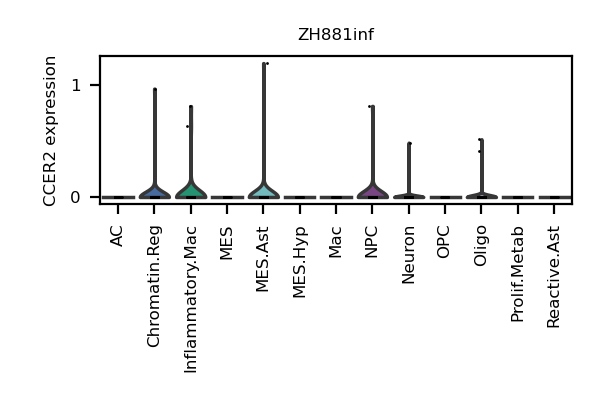 ZH881inf
CCER2 expression
1
0
AC
Chromatin.Reg
Inflammatory.Mac
MES
MES.Ast
MES.Hyp
Mac
NPC
Neuron
OPC
Oligo
Prolif.Metab
Reactive.Ast